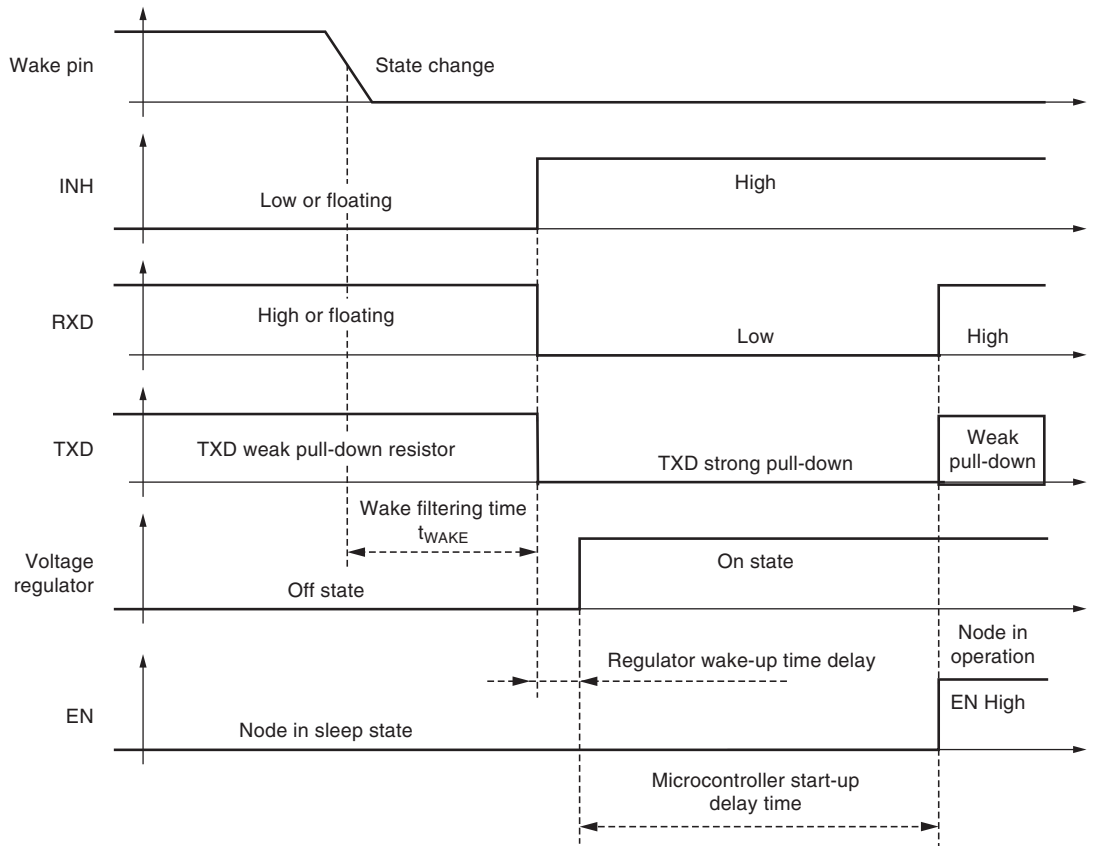 Wake pin
State change
INH
Low or floating
High
RXD
High or floating
Low
High
TXD
TXD weak pull-down resistor
TXD strong pull-down
Weak
pull-down
Wake filtering time
tWAKE
Voltage
regulator
Off state
On state
Regulator wake-up time delay
Node in
operation
EN
Node in sleep state
EN High
Microcontroller start-up
delay time